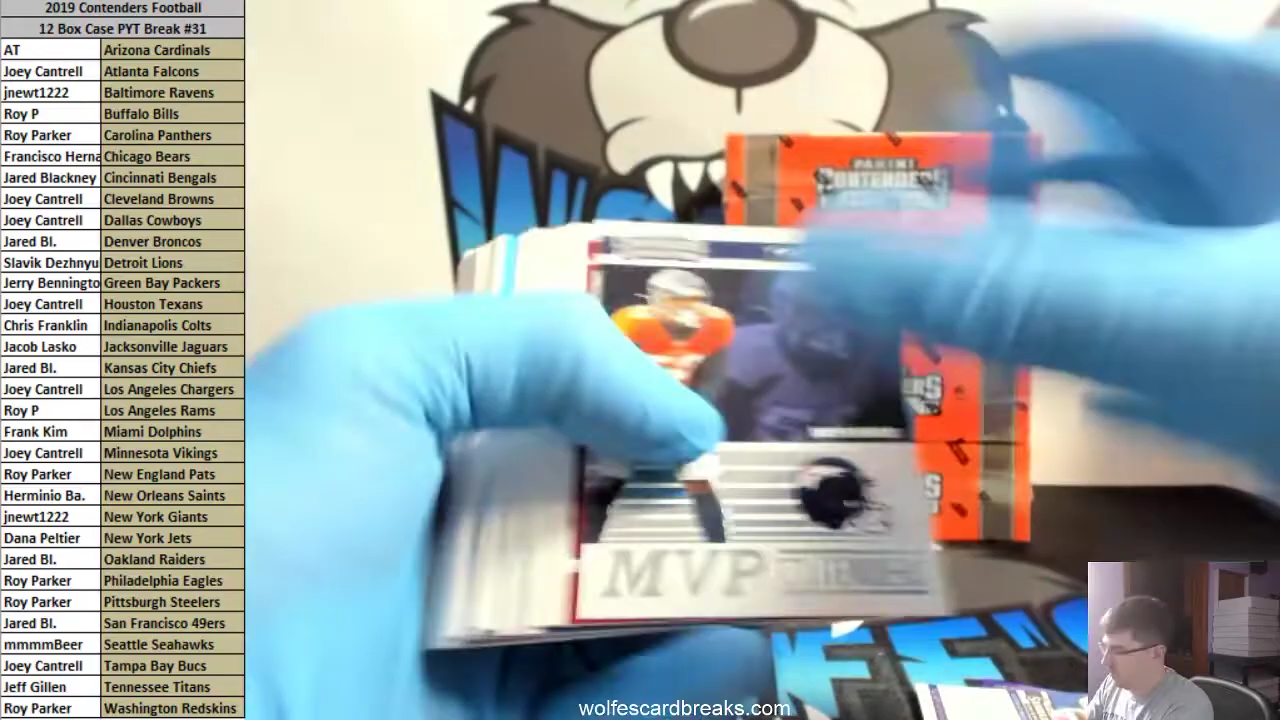 2019 Contenders Football
12 Box Case PYT Break #31
AT Arizona Cardinals
Joey Cantrell Atlanta Falcons
jnewt1222 Baltimore Ravens
Roy P Buffalo Bills
Roy Parker Carolina Panthers
Francisco Herna Chicago Bears
Jared Blackney Cincinnati Bengals
Joey Cantrell Cleveland Browns
Joey Cantrell Dallas Cowboys
Jared Bl. Denver Broncos
Slavik Dezhnyu Detroit Lions
Jerry Benningto Green Bay Packers
Joey Cantrell Houston Texans
Chris Franklin Indianapolis Colts
Jacob Lasko Jacksonville Jaguars
Jared Bl. Kansas City Chiefs
Joey Cantrell Los Angeles Chargers
Roy P Los Angeles Rams
Frank Kim Miami Dolphins
Joey Cantrell Minnesota Vikings
Roy Parker New England Pats
Herminio Ba. New Orleans Saints
jnewt1222 New York Giants
Dana Peltier New York Jets
Jared Bl. Oakland Raiders
Roy Parker Philadelphia Eagles
Roy Parker Pittsburgh Steelers
Jared Bl. San Francisco 49ers
mmmmBeer Seattle Seahawks
Joey Cantrell Tampa Bay Bucs
Jeff Gillen Tennessee Titans
Roy Parker Washington Redskins
PANINI
CONTENDERS
MVP
wolfescardbreaks.com